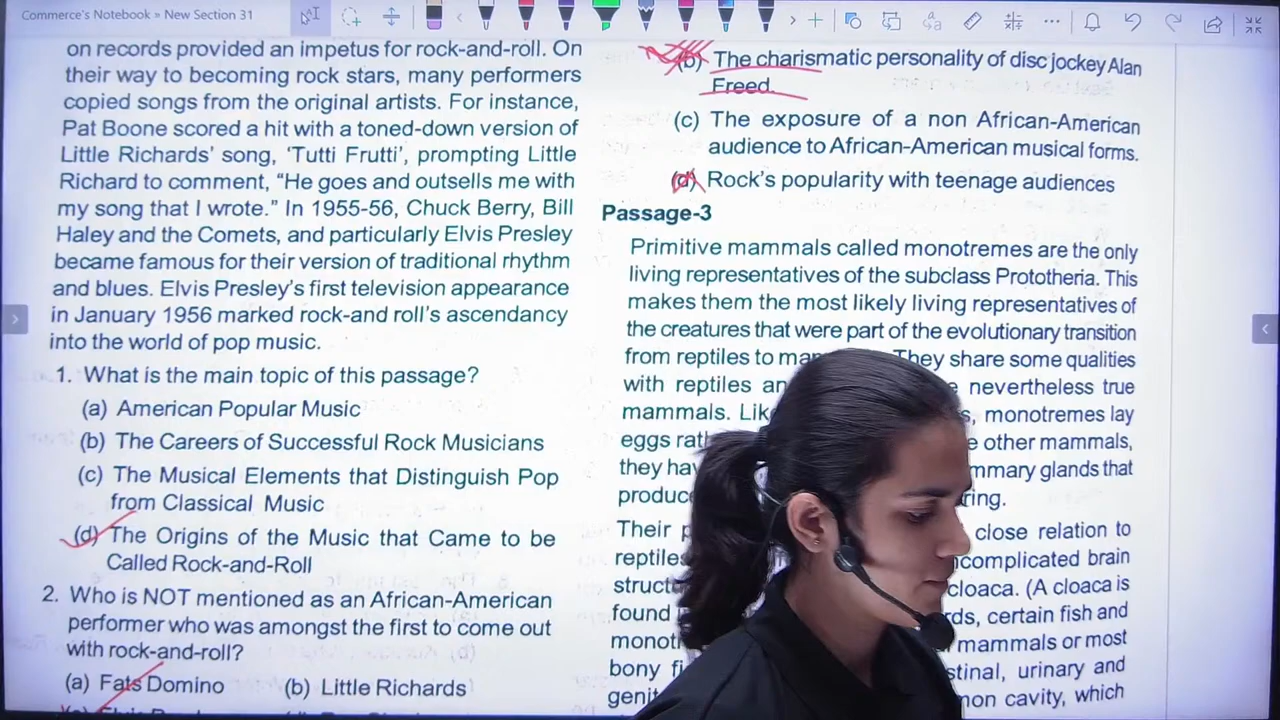 Commerce's Notebook » New Section 31
on records provided an impetus for rock-and-roll. On
their way to becoming rock stars, many performers
copied songs from the original artists. For instance,
Pat Boone scored a hit with a toned-down version of
Little Richards' song, 'Tutti Frutti', prompting Little
Richard to comment, “He goes and outsells me with
my song that I wrote.” In 1955-56, Chuck Berry, Bill
Haley and the Comets, and particularly Elvis Presley
became famous for their version of traditional rhythm
and blues. Elvis Presley's first television appearance
in January 1956 marked rock-and roll's ascendancy
into the world of pop music.
1. What is the main topic of this passage?
(a) American Popular Music
(b) The Careers of Successful Rock Musicians
(c) The Musical Elements that Distinguish Pop
from Classical Music
(d) The Origins of the Music that Came to be
Called Rock-and-Roll
2. Who is NOT mentioned as an African-American
performer who was amongst the first to come out
with rock-and-roll?
(a) Fats Domino (b) Little Richards
(b) The charismatic personality of disc jockey Alan
Freed.
(c) The exposure of a non African-American
audience to African-American musical forms.
(d) Rock's popularity with teenage audiences
Passage-3
Primitive mammals called monotremes are the only
living representatives of the subclass Prototheria. This
makes them the most likely living representatives of
the creatures that were part of the evolutionary transition
from reptiles to They share some qualities
with reptiles nevertheless true
mammals. monotremes lay
eggs other mammals,
they glands that
Their close relation to
reptiles brain
cloaca. (A cloaca is
found certain fish and
mammals or most
bony urinary and
cavity, which